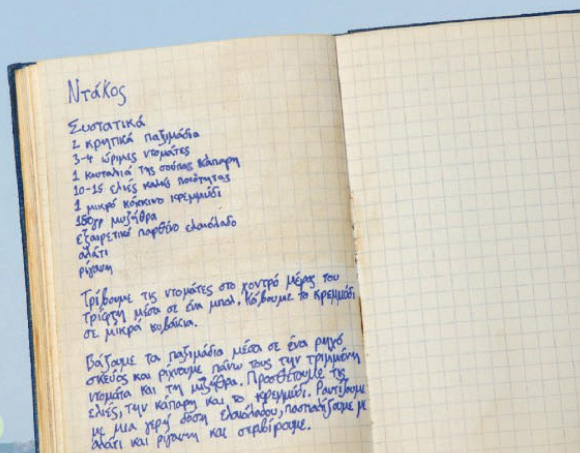 Ντάκος
Συστατικά
2 κρητικά παξιμάδια
3-4 ώριμες ντομάτες
1 κουταλιά της σούπας κάπαρη
10-15 ελιές καλής ποιότητας
1 μικρό κόκκινο κρεμμύδι
150γρ μυζήθρα
εξαιρετικό παρθένο ελαιόλαδο
αλάτι
ρίγανη
Τρίβουμε τις ντομάτες στο χοντρό μέρος του
τρίφτη μέσα σε ένα μπολ. Κόβουμε το κρεμμύδι
σε μικρά κυβάκια.
Βάζουμε τα παξιμάδια μέσα σε ένα ρηχό
σκεύος και ρίχνουμε πάνω τους την τριμμένη
ντομάτα και τη μυζήθρα. Προσθέτουμε τις
ελιές, την κάπαρη και το κρεμμύδι. Ραντίζουμε
με μια γερή δόση ελαιόλαδου, πασπαλίζουμε με
αλάτι και ρίγανη και σερβίρουμε.